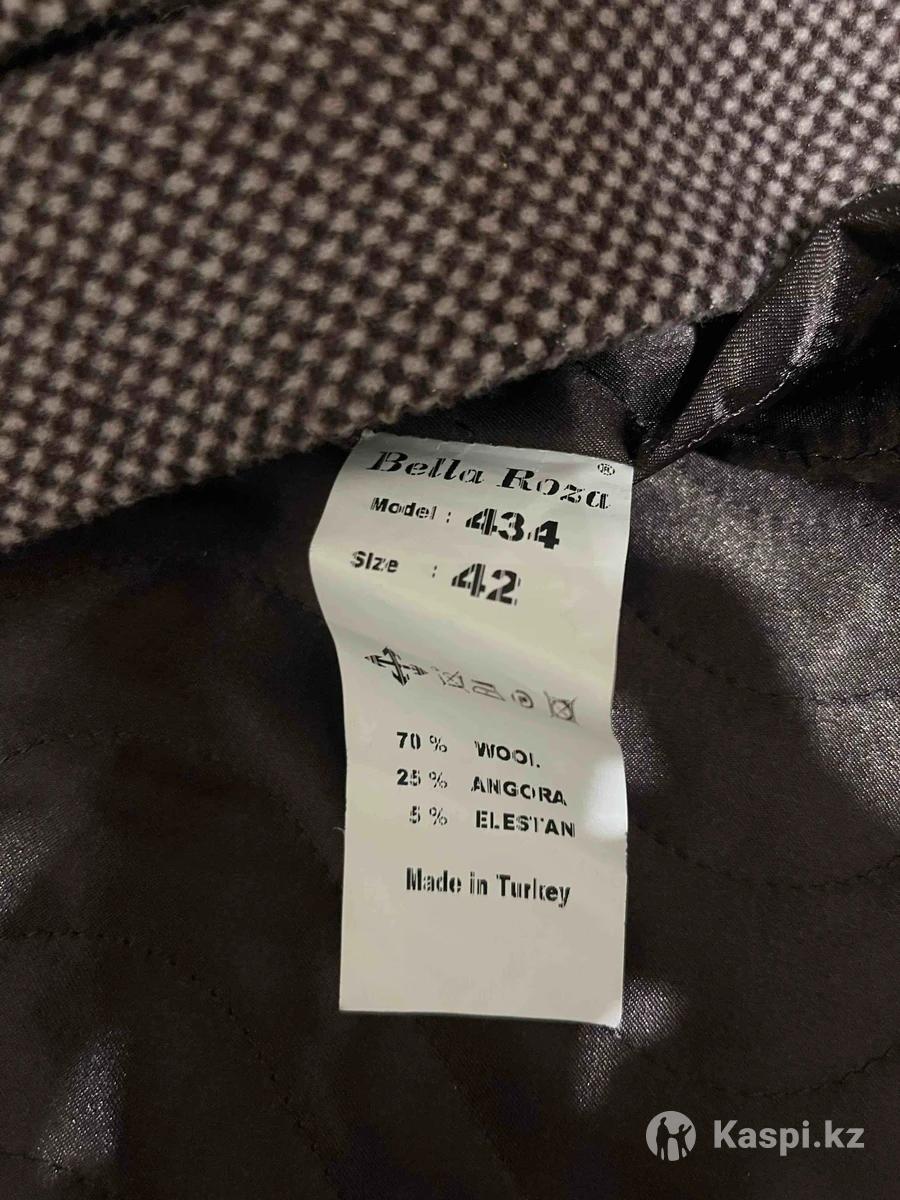 Bella Roza®
Model : 434
Size : 42
70 % WOOL
25 % ANGORA
5 % ELESTAN
Made in Turkey
Kaspi.kz